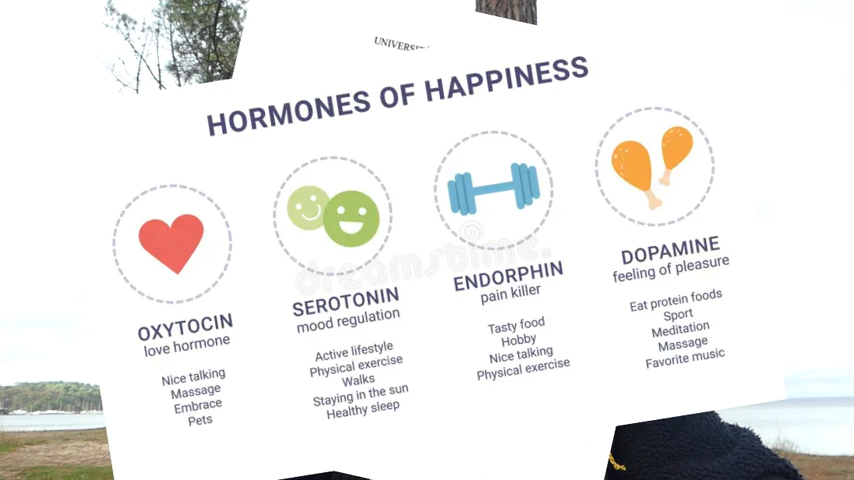 HORMONES OF HAPPINESS
OXYTOCIN
love hormone
Nice talking
Massage
Embrace
Pets
SEROTONIN
mood regulation
Active lifestyle
Physical exercise
Walks
Staying in the sun
Healthy sleep
ENDORPHIN
pain killer
Tasty food
Hobby
Nice talking
Physical exercise
DOPAMINE
feeling of pleasure
Eat protein foods
Sport
Meditation
Massage
Favorite music
dreamstime.